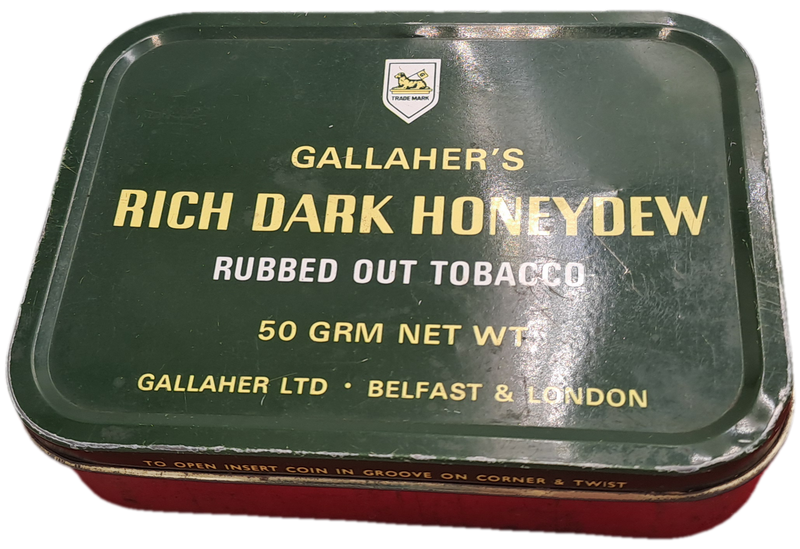 TRADE MARK
GALLAHER'S
RICH DARK HONEYDEW
RUBBED OUT TOBACCO
50 GRM NET WT.
GALLAHER LTD · BELFAST & LONDON
TO OPEN INSERT COIN IN GROOVE ON CORNER & TWIST